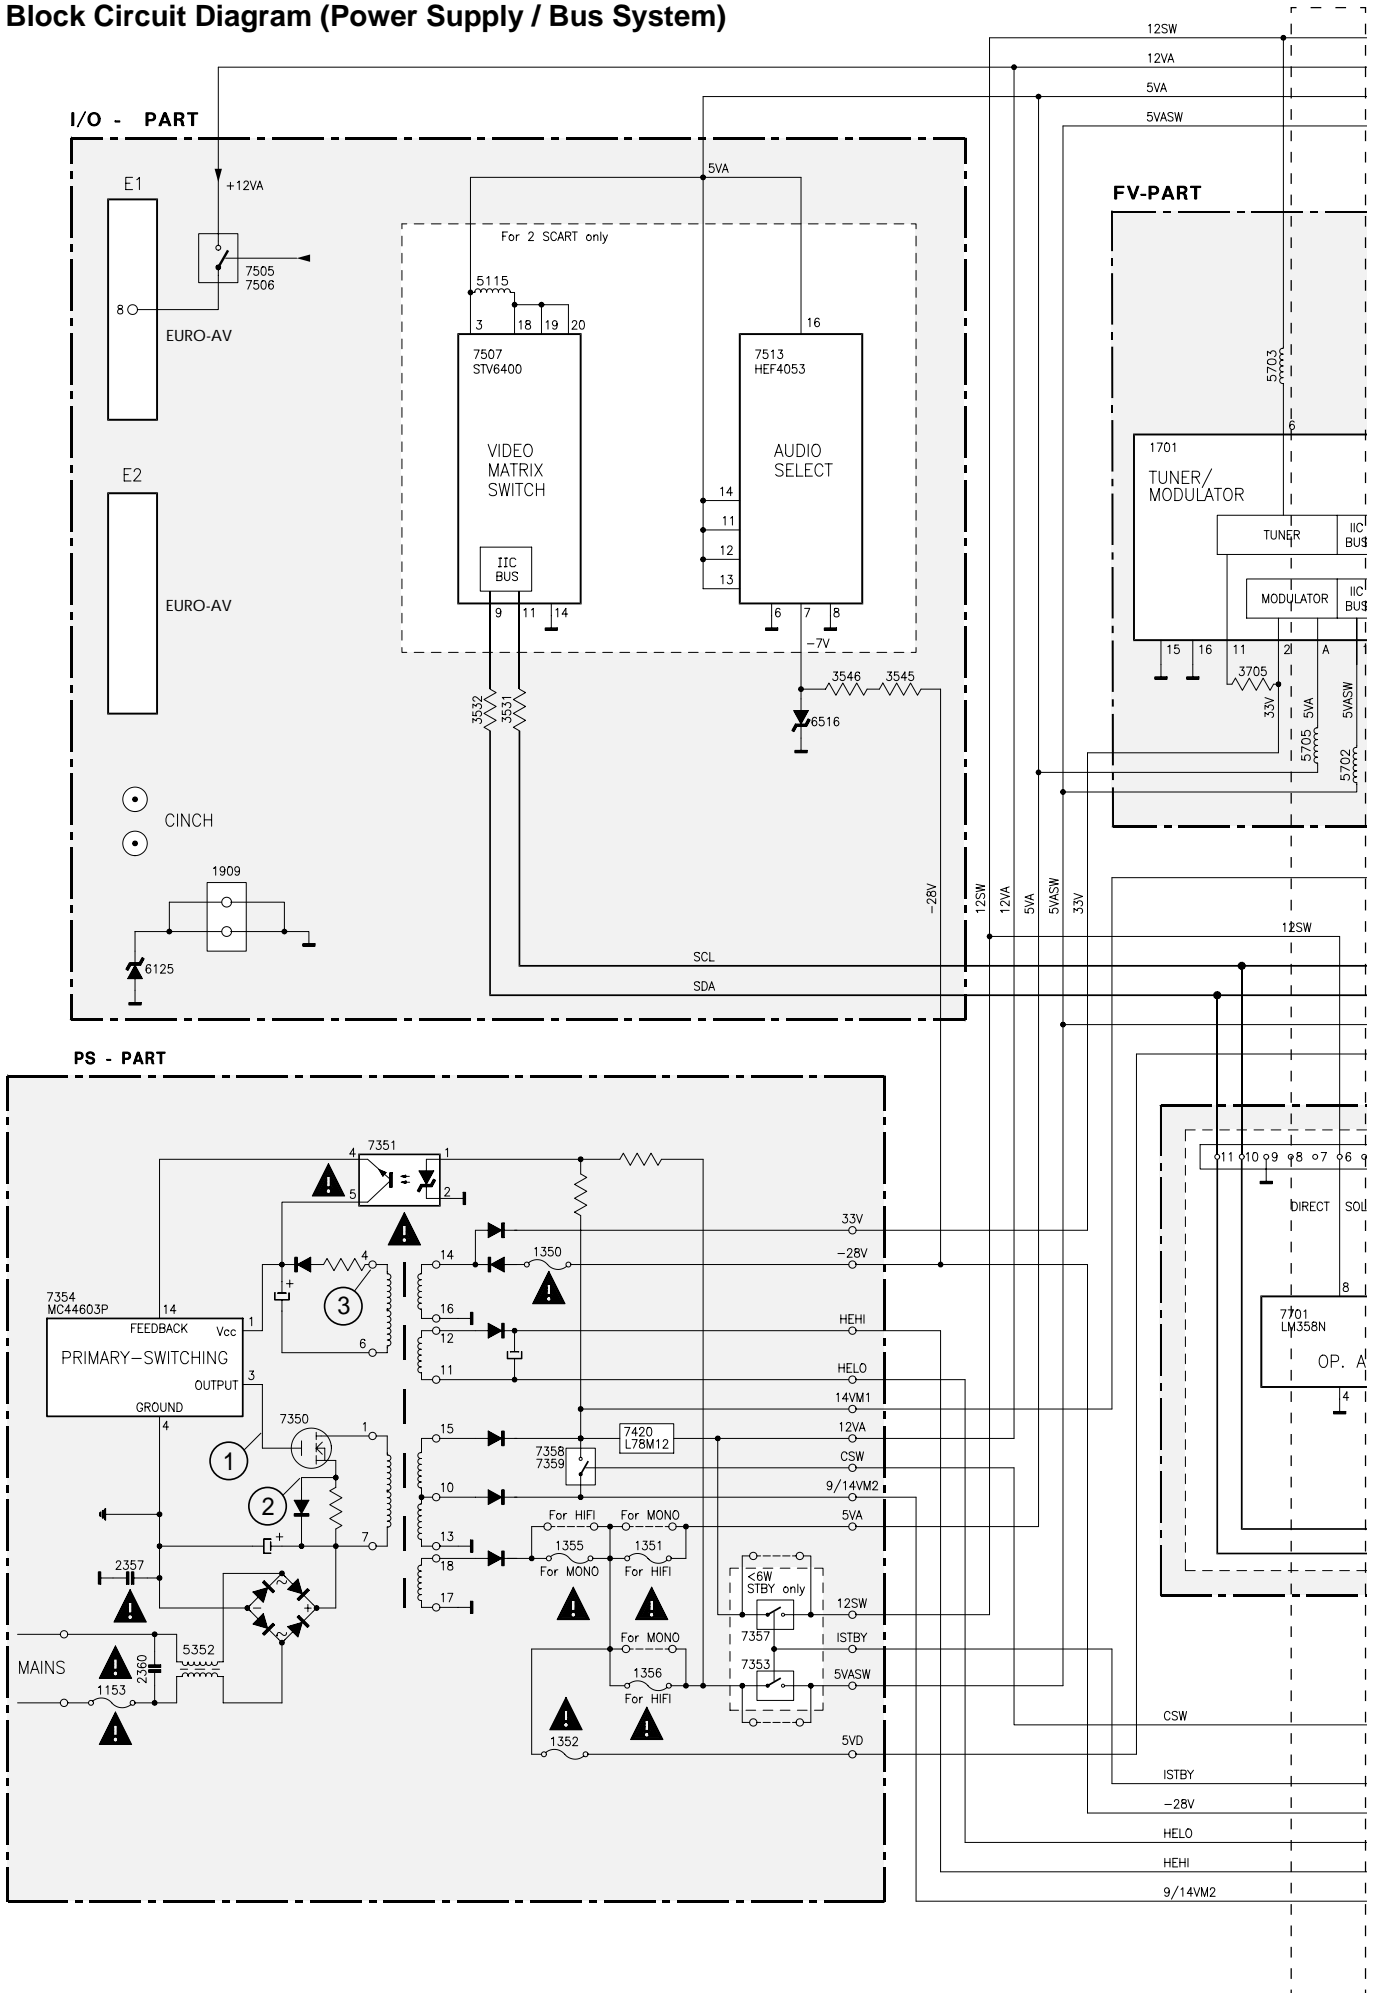 Block Circuit Diagram (Power Supply / Bus System)
12SW
12VA
5VA
5VASW
I/O - PART
E1
+12VA
7505
7506
8
EURO-AV
E2
EURO-AV
CINCH
1909
6125
5VA
For 2 SCART only
5115
3
18
19
20
7507
STV6400
VIDEO
MATRIX
SWITCH
IIC
BUS
9
11
14
3532
3531
16
7513
HEF4053
AUDIO
SELECT
14
11
12
13
6
7
8
-7V
3546
3545
6516
-28V
SCL
SDA
12SW
12VA
5VA
5VASW
33V
FV-PART
5703
6
1701
TUNER/
MODULATOR
TUNER
IIC
BUS
MODULATOR
IIC
BUS
15
16
11
2
A
3705
33V
5VA
5VASW
5705
5702
12SW
11
10
9
8
7
6
DIRECT
SOL
8
7701
LM358N
OP. A
4
PS - PART
7351
4
5
1
2
33V
-28V
HEHI
HELO
14VM1
12VA
CSW
9/14VM2
5VA
12SW
ISTBY
5VASW
5VD
4
3
6
14
1350
16
12
11
7354
MC44603P
14
FEEDBACK
Vcc
1
PRIMARY-SWITCHING
OUTPUT
3
GROUND
4
7350
1
2
1
7
15
10
13
18
17
7420
L78M12
7358
7359
For HIFI
For MONO
1355
1351
For MONO
For HIFI
<6W
STBY only
7357
7353
For MONO
1356
For HIFI
1352
2357
MAINS
1153
2360
5352
CSW
ISTBY
-28V
HELO
HEHI
9/14VM2